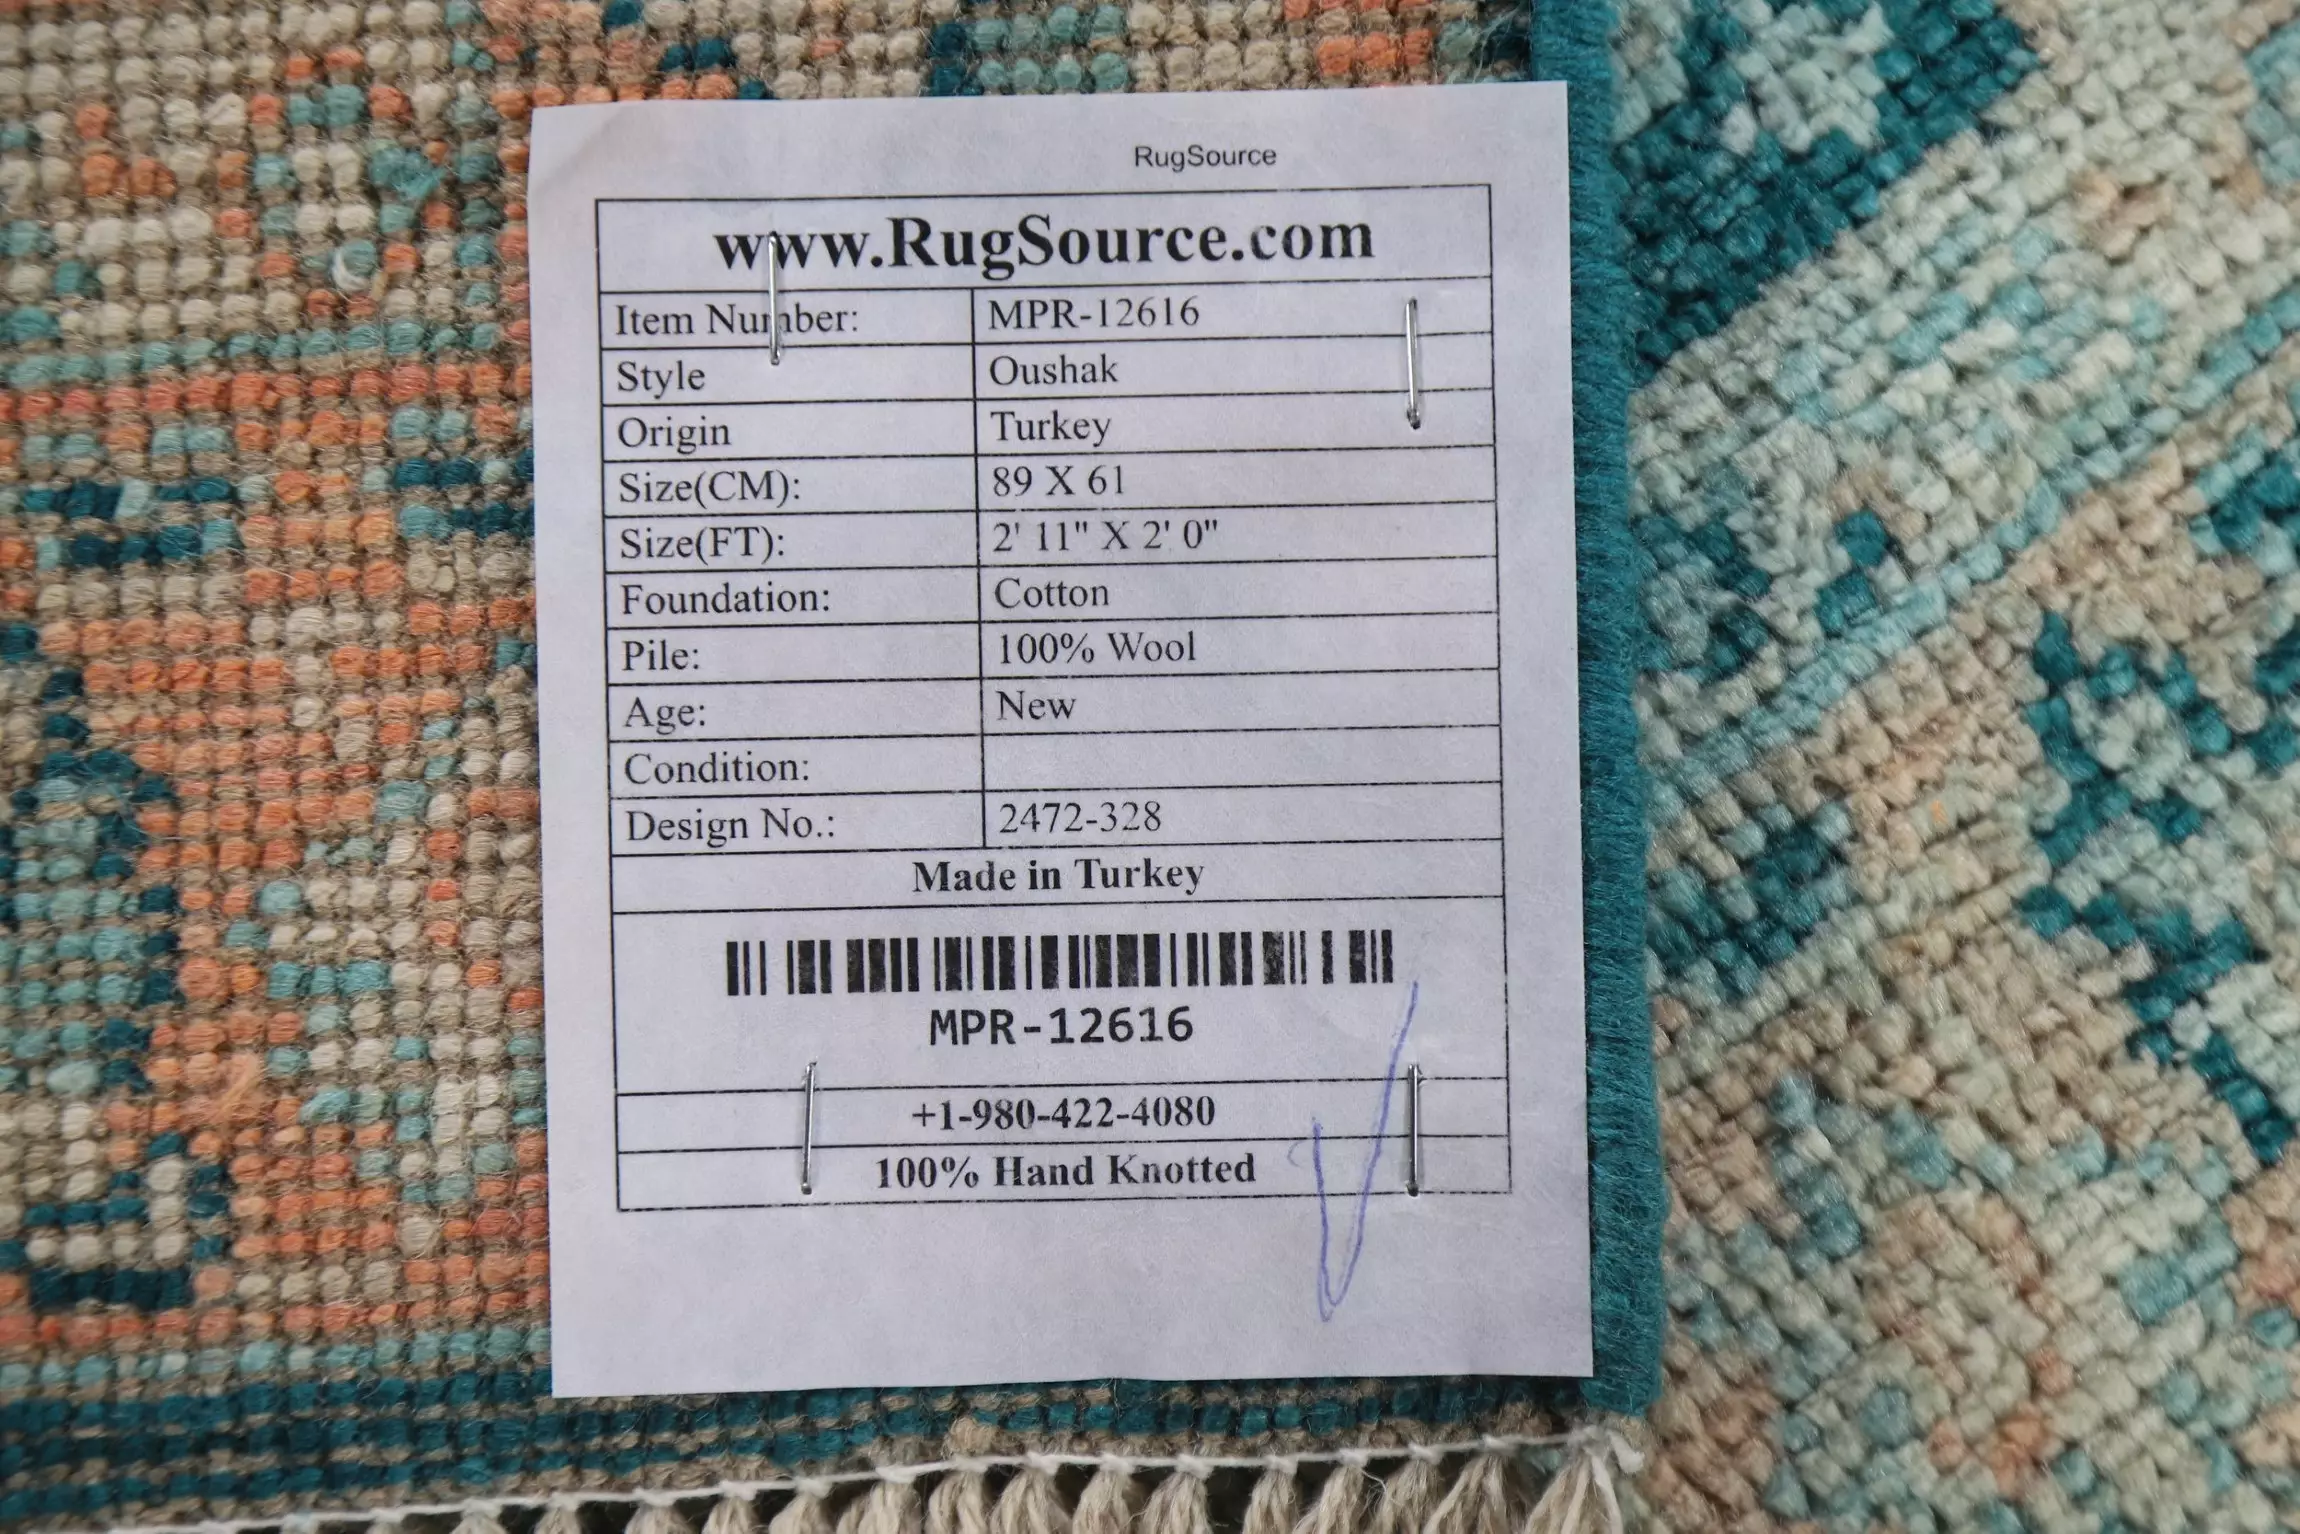 RugSource
www.RugSource.com
Item Number: MPR-12616
Style Oushak
Origin Turkey
Size(CM): 89 X 61
Size(FT): 2' 11" X 2' 0"
Foundation: Cotton
Pile: 100% Wool
Age: New
Condition:
Design No.: 2472-328
Made in Turkey
MPR-12616
+1-980-422-4080
100% Hand Knotted